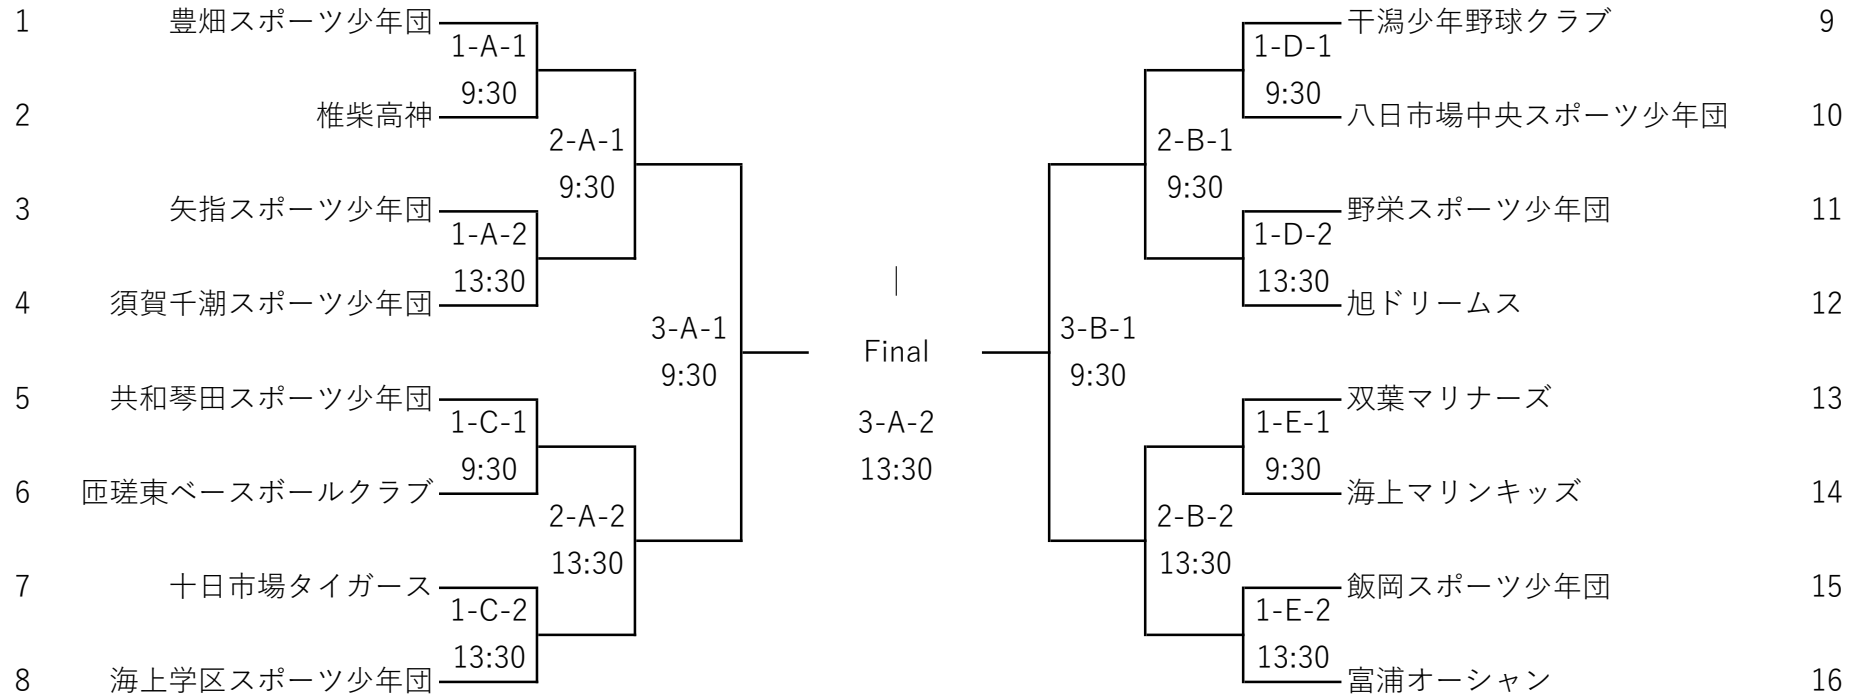 1 豊畑スポーツ少年団
1-A-1
9:30
2 椎柴高神
2-A-1
9:30
3 矢指スポーツ少年団
1-A-2
13:30
4 須賀千潮スポーツ少年団
3-A-1
9:30
5 共和琴田スポーツ少年団
1-C-1
9:30
6 匝瑳東ベースボールクラブ
2-A-2
13:30
7 十日市場タイガース
1-C-2
13:30
8 海上学区スポーツ少年団
｜
Final
3-A-2
13:30
干潟少年野球クラブ 9
1-D-1
9:30
八日市場中央スポーツ少年団 10
2-B-1
9:30
野栄スポーツ少年団 11
1-D-2
13:30
旭ドリームス 12
3-B-1
9:30
双葉マリナーズ 13
1-E-1
9:30
海上マリンキッズ 14
2-B-2
13:30
飯岡スポーツ少年団 15
1-E-2
13:30
富浦オーシャン 16